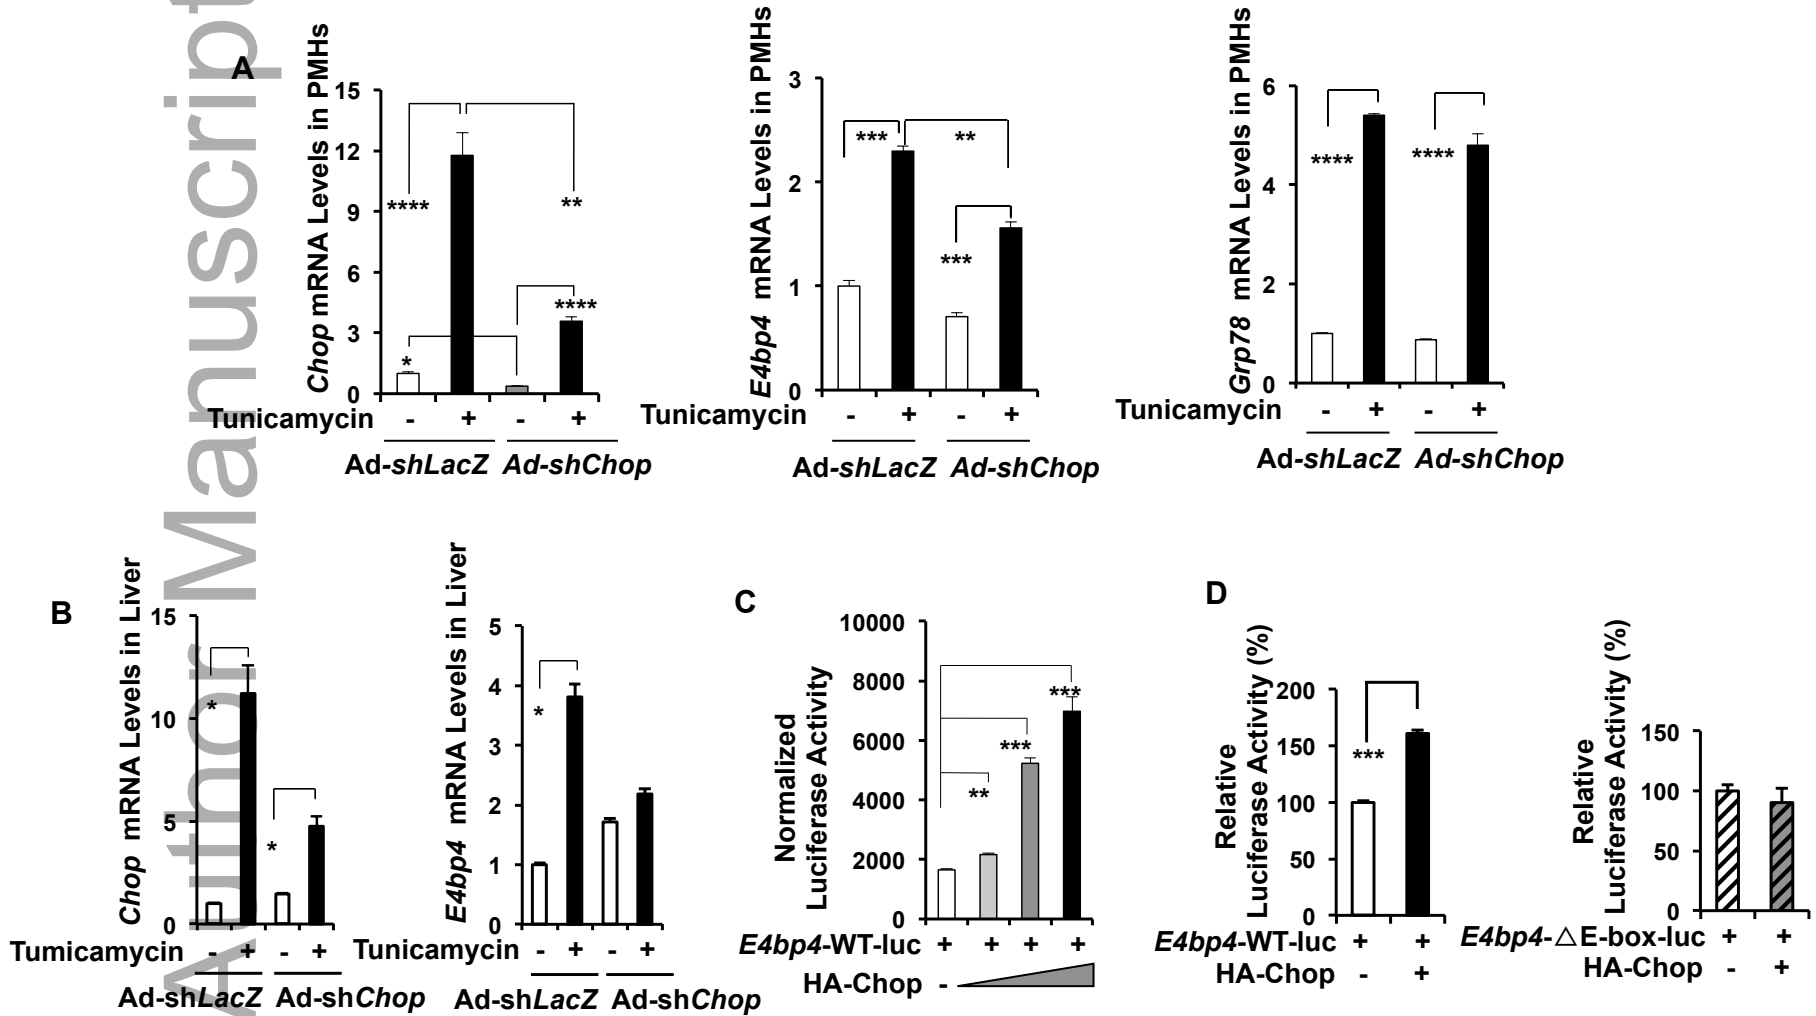 Author Manuscript
A
Chop mRNA Levels in PMHs
15
12
9
6
3
0
****
**
****
*
Tunicamycin - + - +
Ad-shLacZ Ad-shChop
E4bp4 mRNA Levels in PMHs
3
2
1
0
***
**
***
Tunicamycin - + - +
Ad-shLacZ Ad-shChop
Grp78 mRNA Levels in PMHs
6
4
2
0
****
****
Tunicamycin - + - +
Ad-shLacZ Ad-shChop
B
Chop mRNA Levels in Liver
15
10
5
0
*
*
Tumicamycin - + - +
Ad-shLacZ Ad-shChop
E4bp4 mRNA Levels in Liver
5
4
3
2
1
0
*
Tunicamycin - + - +
Ad-shLacZ Ad-shChop
C
Normalized
Luciferase Activity
10000
8000
6000
4000
2000
0
***
***
**
E4bp4-WT-luc + + + +
HA-Chop -
D
Relative
Luciferase Activity (%)
200
150
100
50
0
***
E4bp4-WT-luc + +
HA-Chop - +
Relative
Luciferase Activity (%)
150
100
50
0
E4bp4-△E-box-luc + +
HA-Chop - +